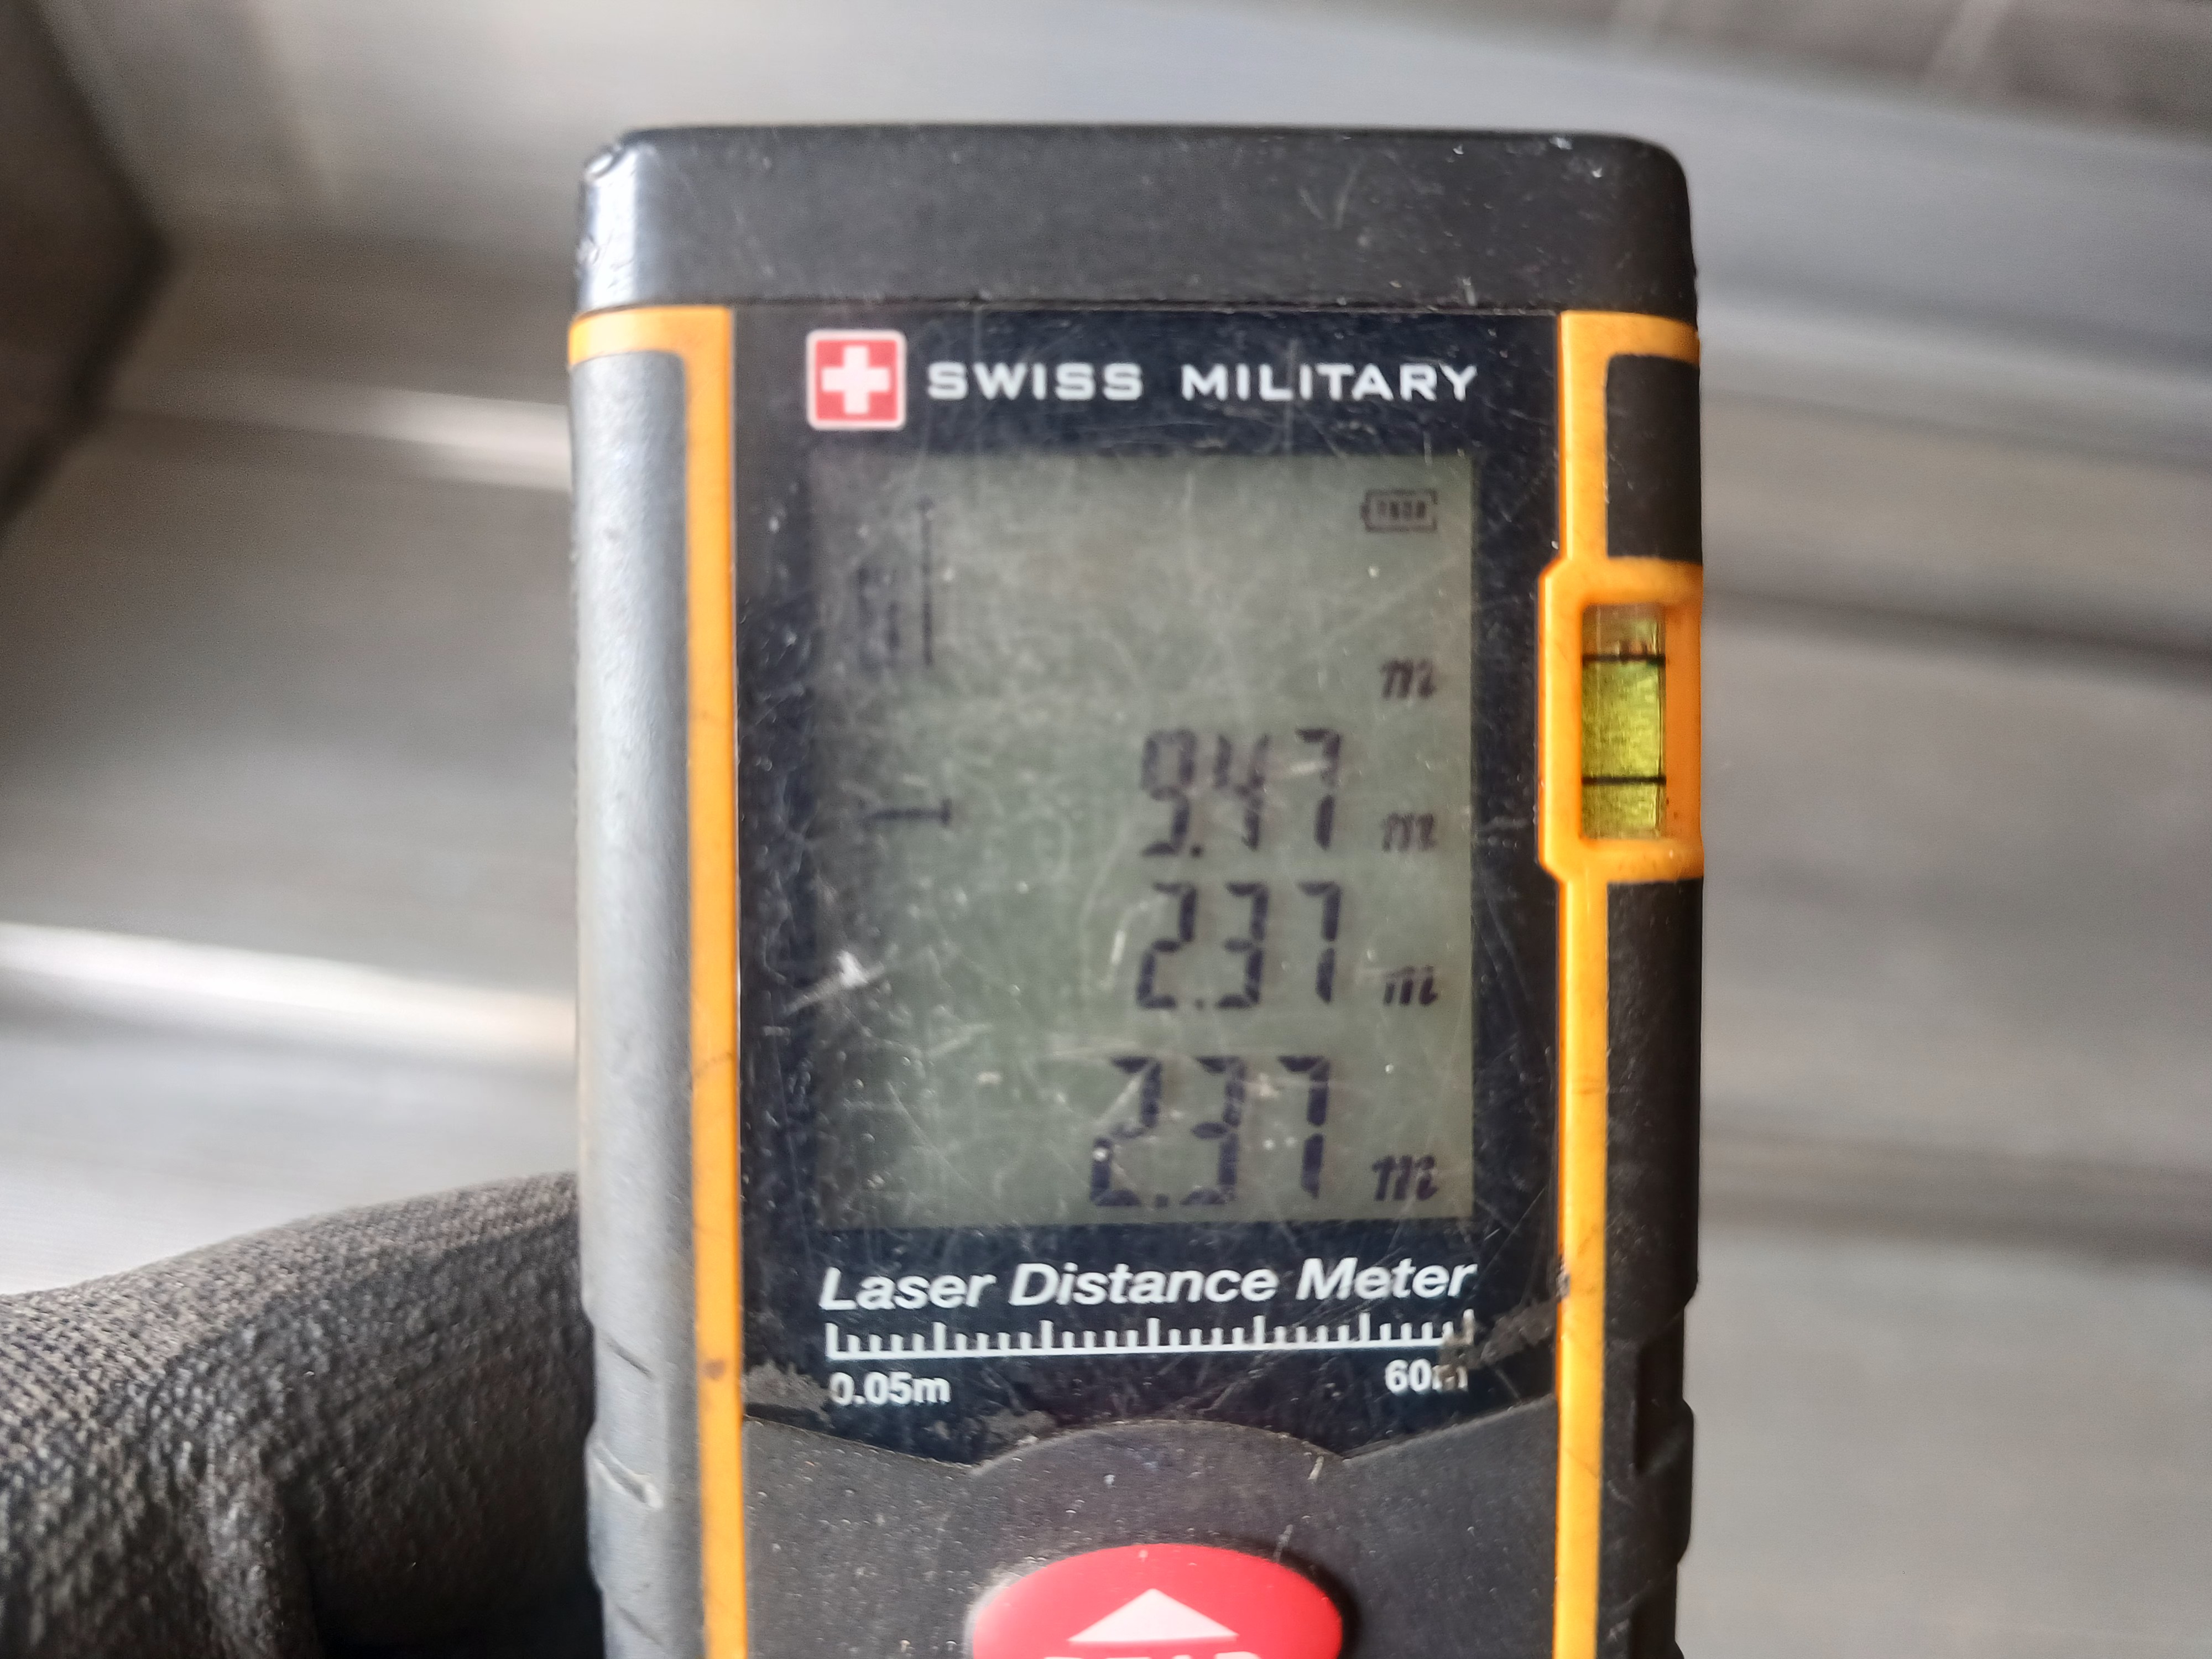 SWISS MILITARY
m
9.47 m
2.37 m
2.37 m
Laser Distance Meter
0.05m 60m